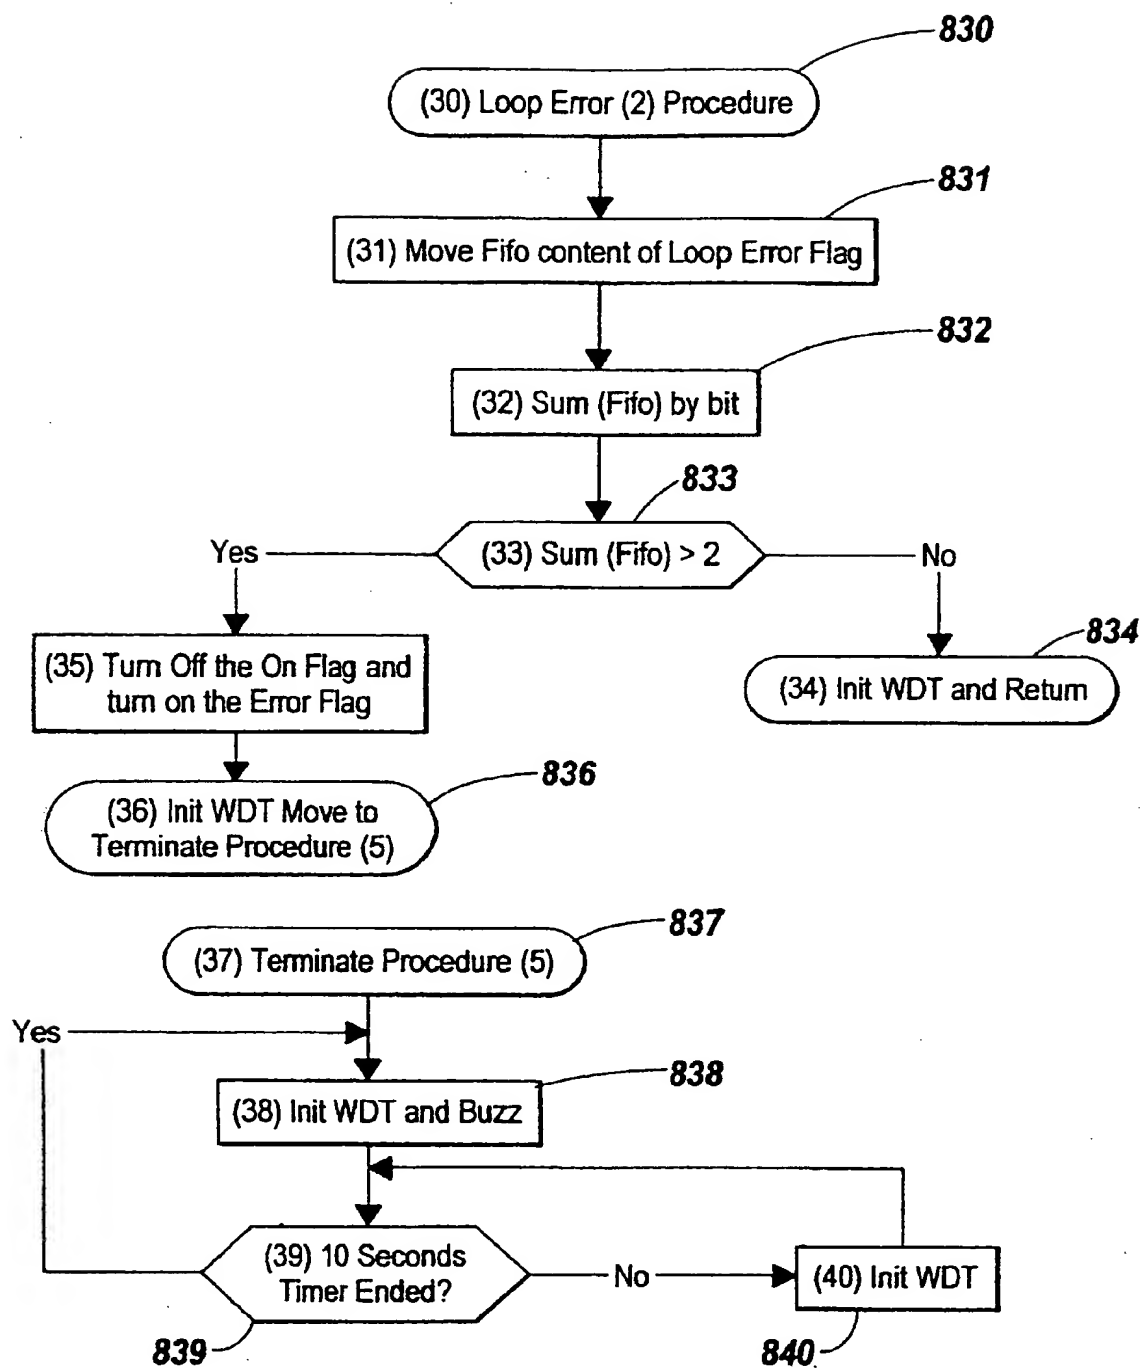 830
(30) Loop Error (2) Procedure
831
(31) Move Fifo content of Loop Error Flag
832
(32) Sum (Fifo) by bit
833
(33) Sum (Fifo) > 2
Yes
No
834
(35) Turn Off the On Flag and
turn on the Error Flag
(34) Init WDT and Return
836
(36) Init WDT Move to
Terminate Procedure (5)
837
(37) Terminate Procedure (5)
Yes
838
(38) Init WDT and Buzz
(39) 10 Seconds
Timer Ended?
No
(40) Init WDT
839
840